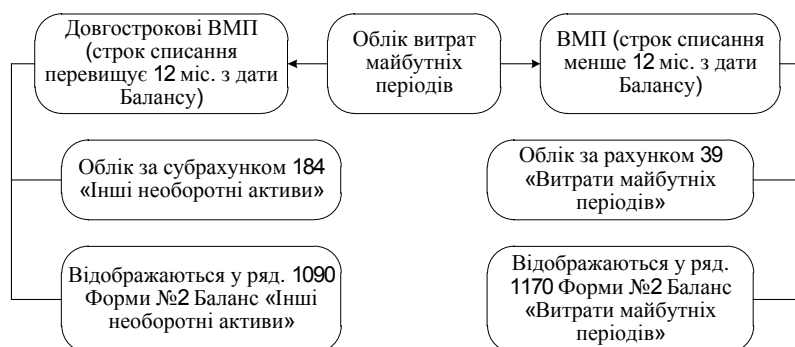 Довгострокові ВМП
(строк списання
перевищує 12 міс. з дати
Балансу)
Облік витрат
майбутніх
періодів
ВМП (строк списання
менше 12 міс. з дати
Балансу)
Облік за субрахунком 184
«Інші необоротні активи»
Облік за рахунком 39
«Витрати майбутніх
періодів»
Відображаються у ряд. 1090
Форми №2 Баланс «Інші
необоротні активи»
Відображаються у ряд.
1170 Форми №2 Баланс
«Витрати майбутніх
періодів»